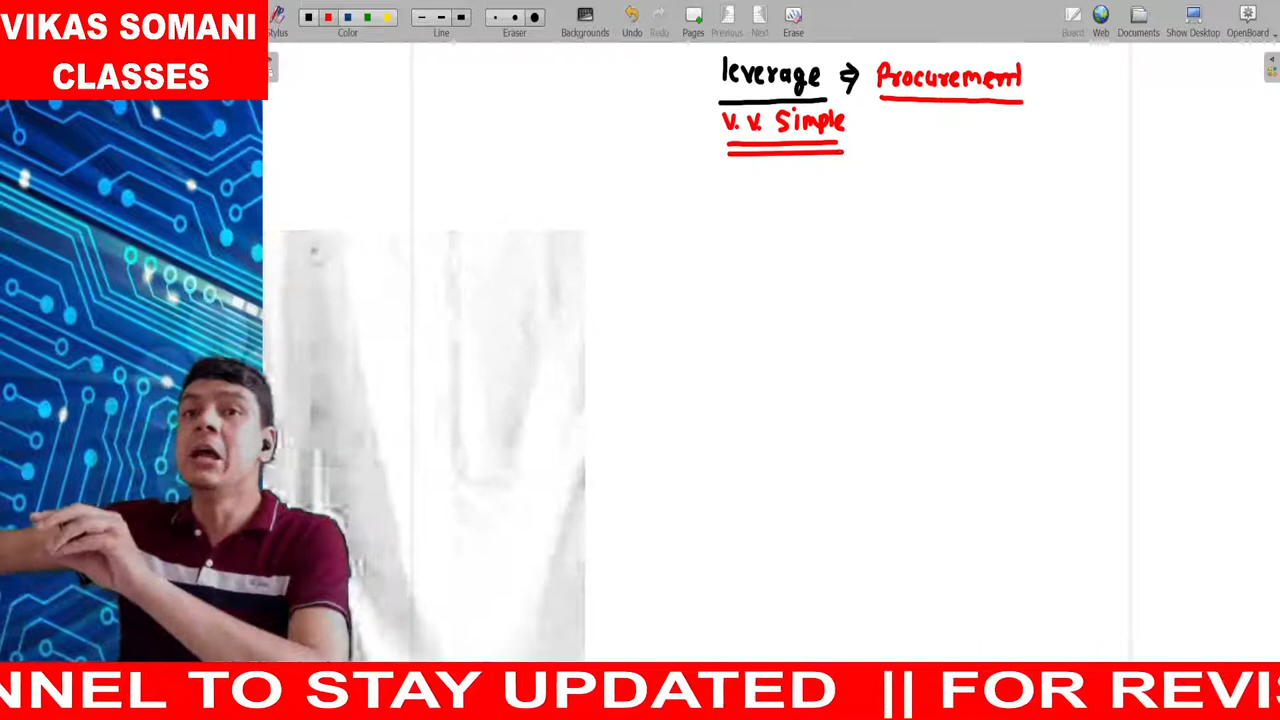 VIKAS SOMANI
CLASSES
Stylus
Color
Line
Eraser
Backgrounds
Undo
Redo
Pages
Previous
Next
Erase
Board
Web
Documents
Show Desktop
OpenBoard
leverage ⇒ Procurement
V. V. Simple
NNEL TO STAY UPDATED || FOR REVIS